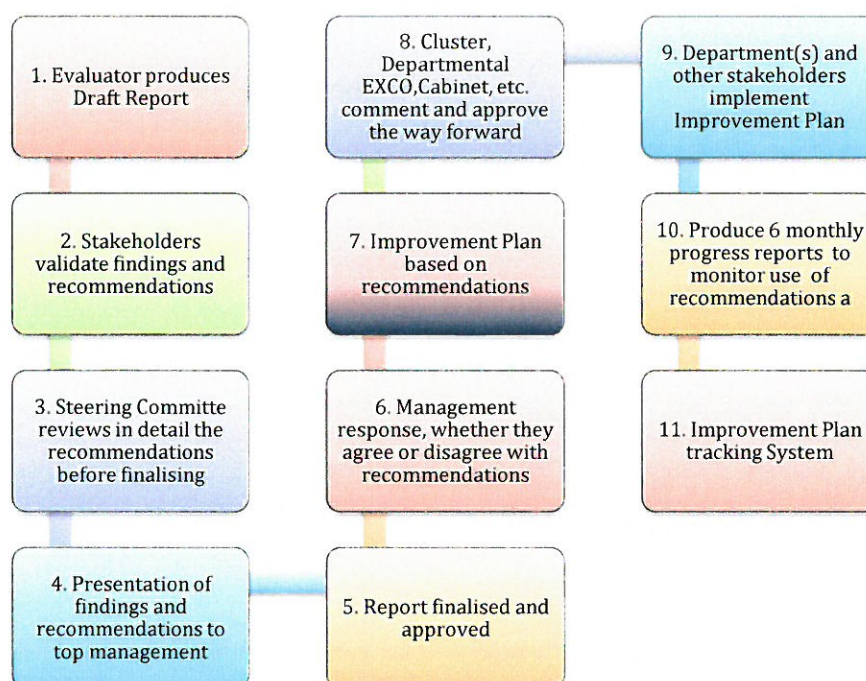 1. Evaluator produces
Draft Report
2. Stakeholders
validate findings and
recommendations
3. Steering Committe
reviews in detail the
recommendations
before finalising
4. Presentation of
findings and
recommendations to
top management
5. Report finalised and
approved
6. Management
response, whether they
agree or disagree with
recommendations
7. Improvement Plan
based on
recommendations
8. Cluster,
Departmental
EXCO,Cabinet, etc.
comment and approve
the way forward
9. Department(s) and
other stakeholders
implement
Improvement Plan
10. Produce 6 monthly
progress reports to
monitor use of
recommendations a
11. Improvement Plan
tracking System